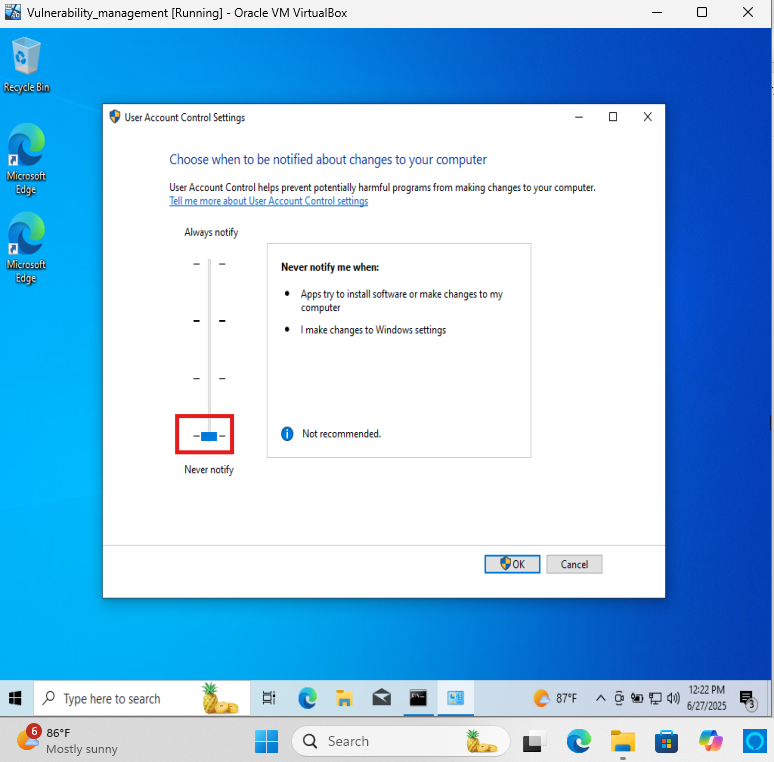 Vulnerability_management [Running] - Oracle VM VirtualBox
Recycle Bin
Microsoft
Edge
Microsoft
Edge
User Account Control Settings
Choose when to be notified about changes to your computer
User Account Control helps prevent potentially harmful programs from making changes to your computer.
Tell me more about User Account Control settings
Always notify
Never notify me when:
Apps try to install software or make changes to my
computer
I make changes to Windows settings
Not recommended.
Never notify
OK
Cancel
Type here to search
87°F
12:22 PM
6/27/2025
3
6
86°F
Mostly sunny
Search